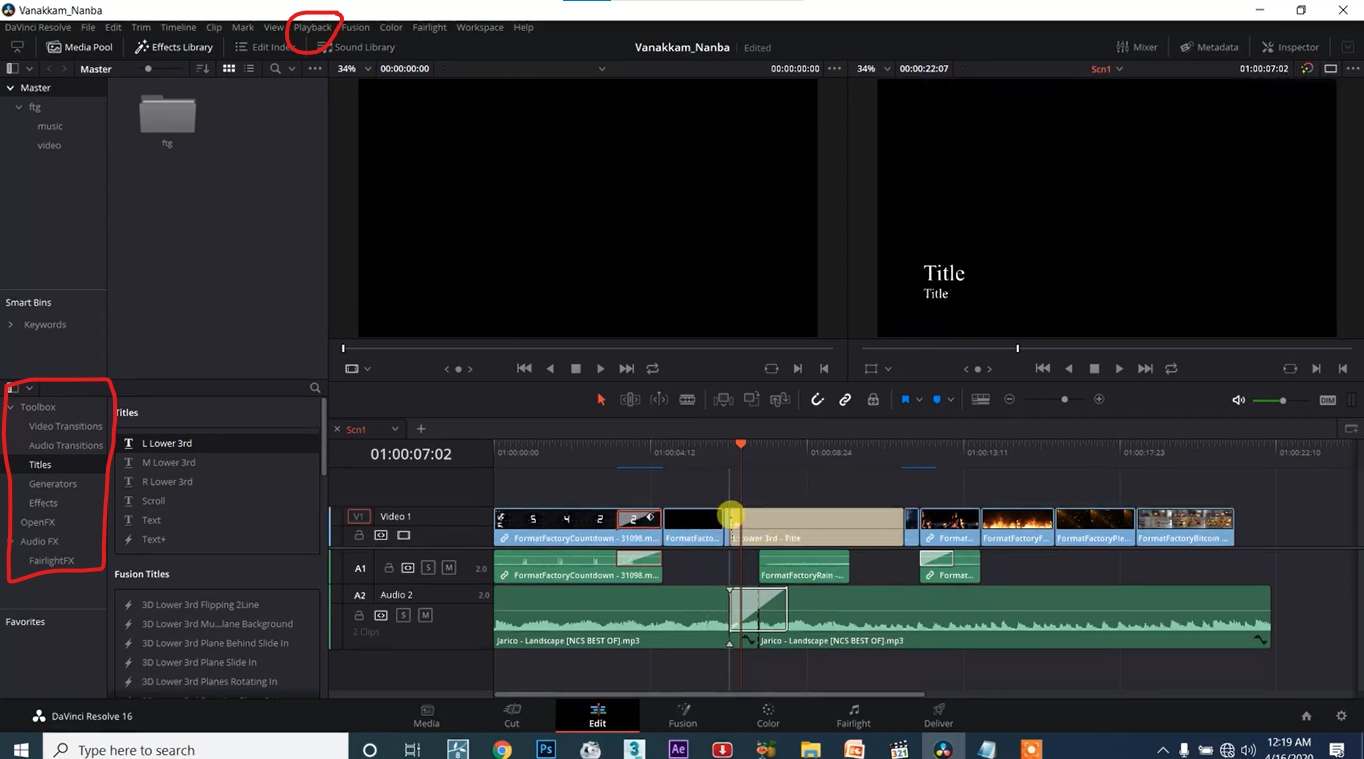 Vanakkam_Nanba
DaVinci Resolve File Edit Trim Timeline Clip Mark View Playback Fusion Color Fairlight Workspace Help
Media Pool Effects Library Edit Index Sound Library Vanakkam_Nanba Edited Mixer Metadata Inspector
Master 34% 00:00:00:00 00:00:00:00 34% 00:00:22:07 Scn1 01:00:07:02
Master
ftg
music
video
ftg
Title
Title
Smart Bins
Keywords
Toolbox
Video Transitions
Audio Transitions
Titles
Generators
Effects
OpenFX
Audio FX
FairlightFX
Favorites
Titles
L Lower 3rd
M Lower 3rd
R Lower 3rd
Scroll
Text
Text+
Fusion Titles
3D Lower 3rd Flipping 2Line
3D Lower 3rd Mu...lane Background
3D Lower 3rd Plane Behind Slide In
3D Lower 3rd Plane Slide In
3D Lower 3rd Planes Rotating In
DIM
Scn1
01:00:07:02
01:00:00:00 01:00:04:12 01:00:08:24 01:00:13:11 01:00:17:23 01:00:22:10
V1 Video 1
5 4 2 2
FormatFactoryCountdown - 31098.m... FormatFacto... Lower 3rd - Title Format... FormatFactoryF... FormatFactoryPle... FormatFactoryBitcoin ...
A1 S M 2.0
FormatFactoryCountdown - 31098.m... FormatFactoryRain -... Format...
A2 Audio 2 2.0
S M
2 Clips
Jarico - Landscape [NCS BEST OF].mp3 Jarico - Landscape [NCS BEST OF].mp3
DaVinci Resolve 16
Media Cut Edit Fusion Color Fairlight Deliver
Type here to search
Ps 3 Ae
12:19 AM
4/16/2020